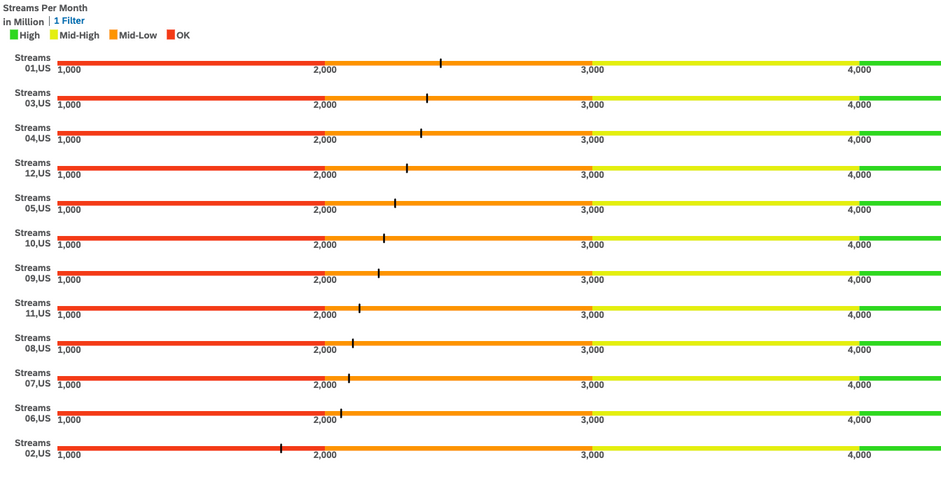 Streams Per Month
in Million | 1 Filter
High Mid-High Mid-Low OK
Streams
01,US
1,000 2,000 3,000 4,000
Streams
03,US
1,000 2,000 3,000 4,000
Streams
04,US
1,000 2,000 3,000 4,000
Streams
12,US
1,000 2,000 3,000 4,000
Streams
05,US
1,000 2,000 3,000 4,000
Streams
10,US
1,000 2,000 3,000 4,000
Streams
09,US
1,000 2,000 3,000 4,000
Streams
11,US
1,000 2,000 3,000 4,000
Streams
08,US
1,000 2,000 3,000 4,000
Streams
07,US
1,000 2,000 3,000 4,000
Streams
06,US
1,000 2,000 3,000 4,000
Streams
02,US
1,000 2,000 3,000 4,000